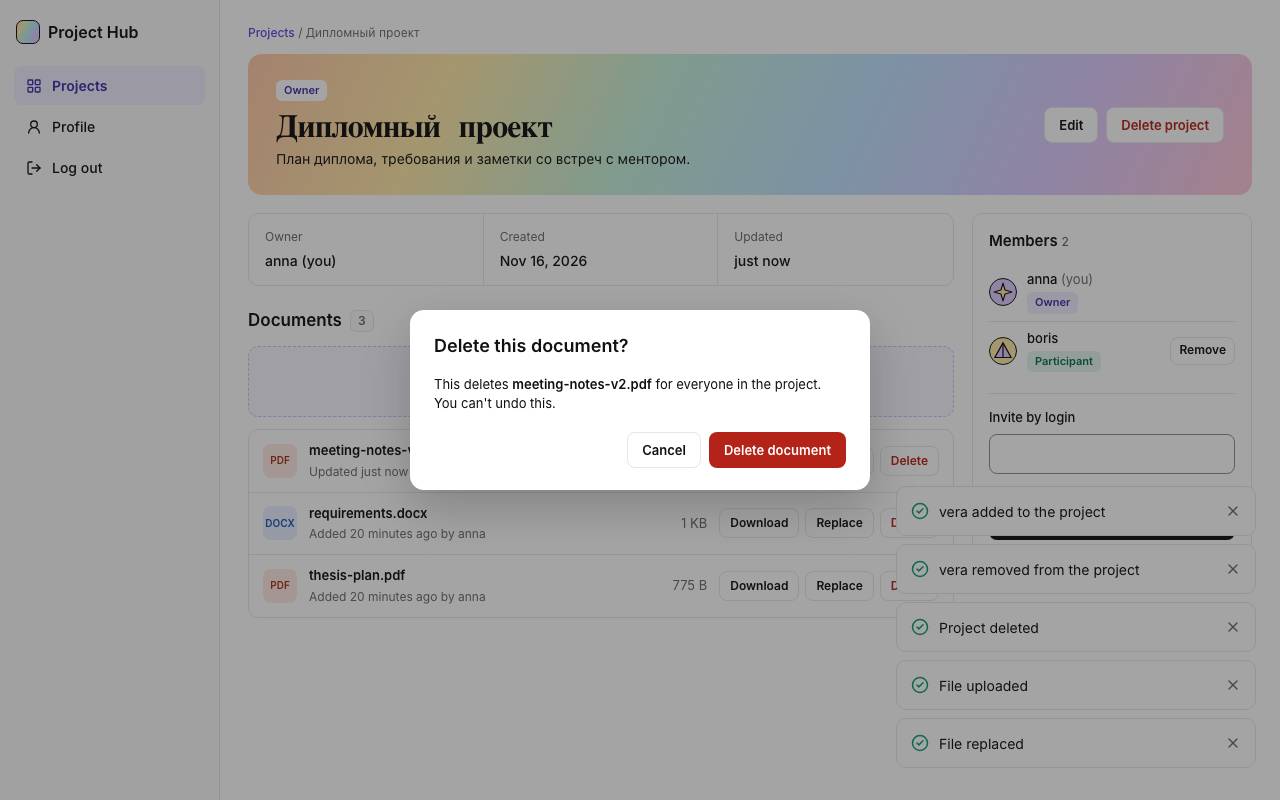 Project Hub
Projects
Profile
Log out
Projects / Дипломный проект
Owner
Дипломный проект
План диплома, требования и заметки со встреч с ментором.
Edit
Delete project
Owner
anna (you)
Created
Nov 16, 2026
Updated
just now
Documents 3
PDF
meeting-notes-v
Updated just now
Delete
DOCX
requirements.docx
Added 20 minutes ago by anna
1 KB
Download
Replace
PDF
thesis-plan.pdf
Added 20 minutes ago by anna
775 B
Download
Replace
Members 2
anna (you)
Owner
boris
Participant
Remove
Invite by login
Delete this document?
This deletes meeting-notes-v2.pdf for everyone in the project.
You can't undo this.
Cancel
Delete document
vera added to the project
vera removed from the project
Project deleted
File uploaded
File replaced